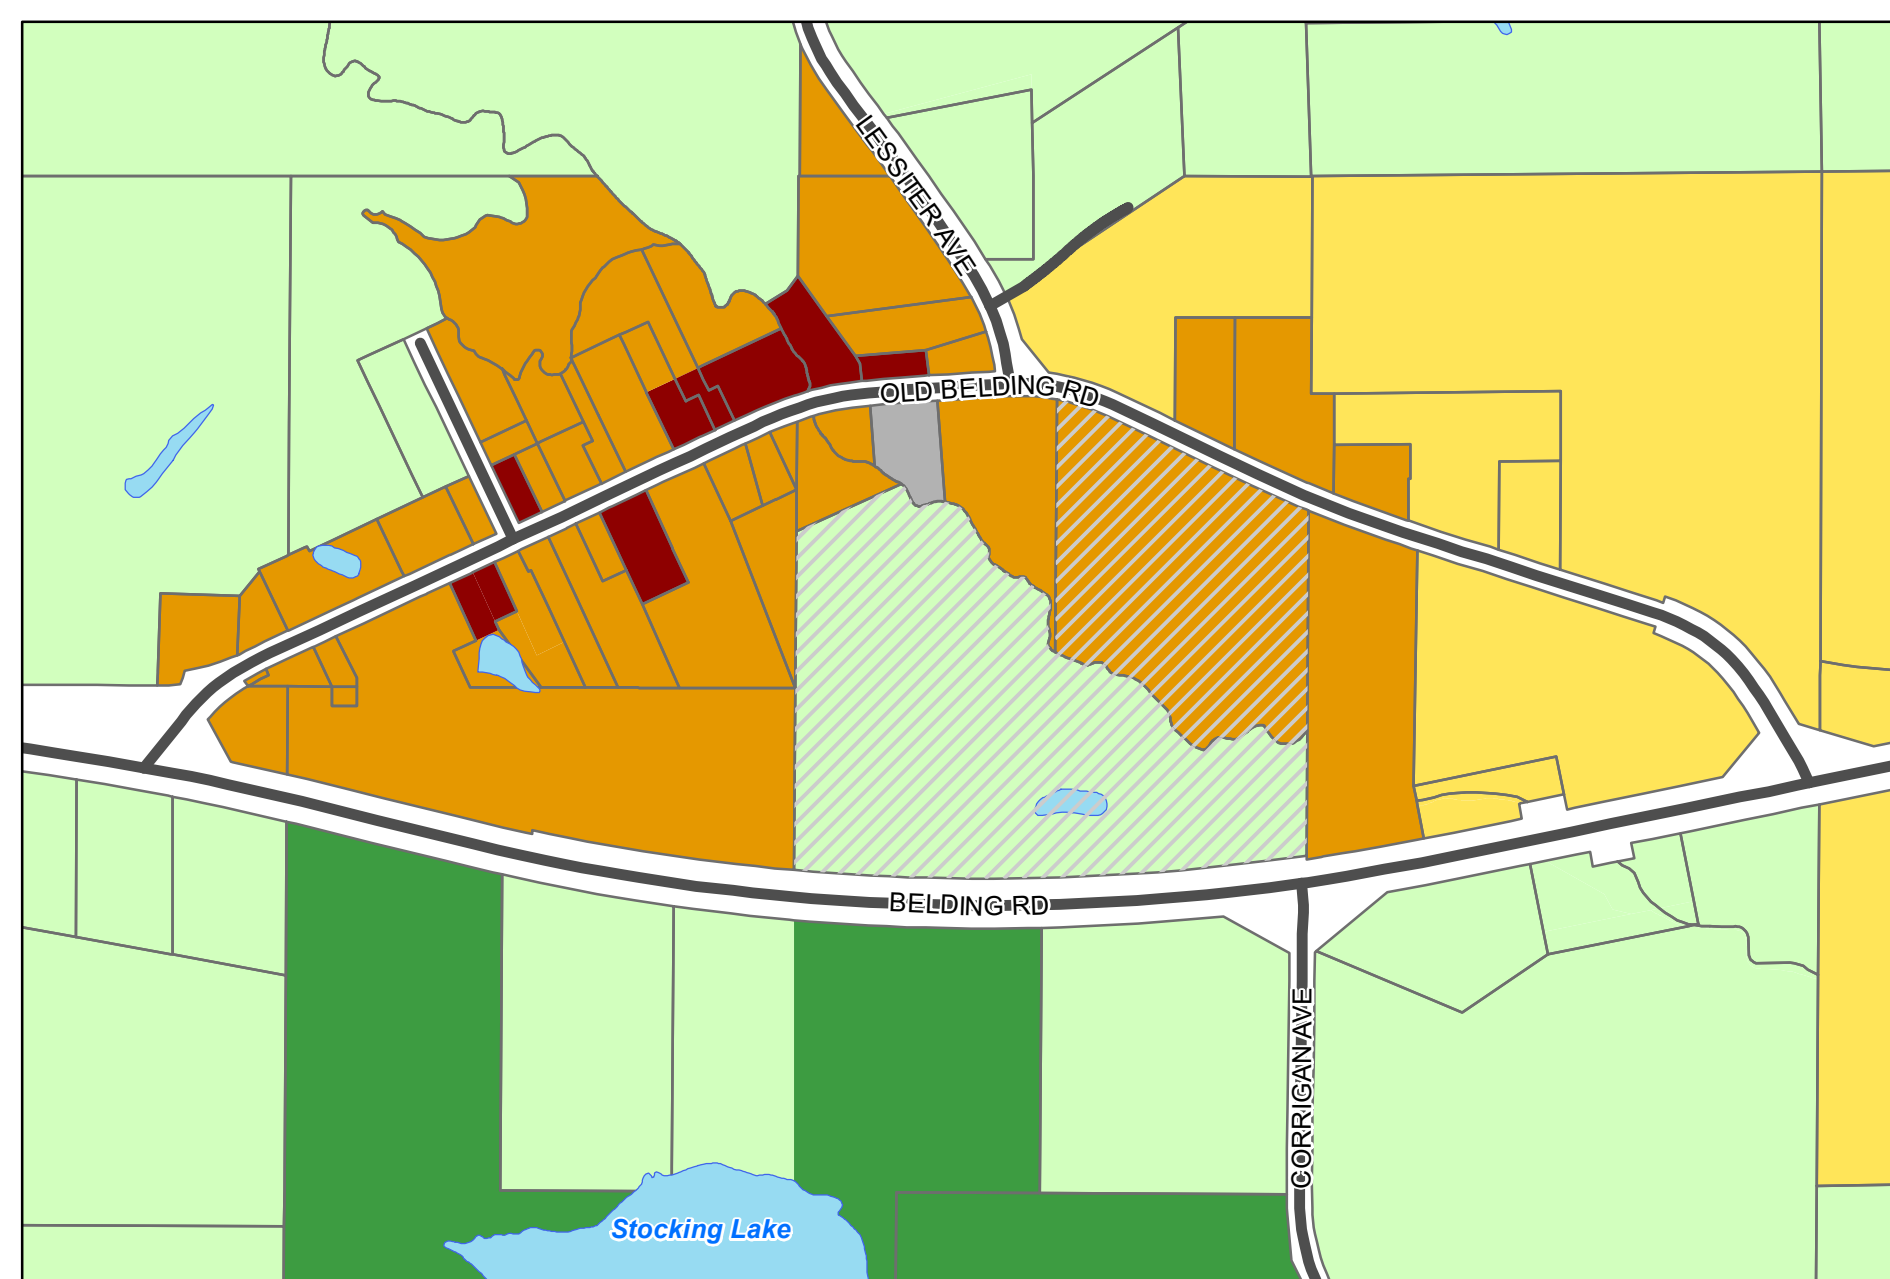 LESSITER AVE
OLD BELDING RD
BELDING RD
CORRIGAN AVE
Stocking Lake